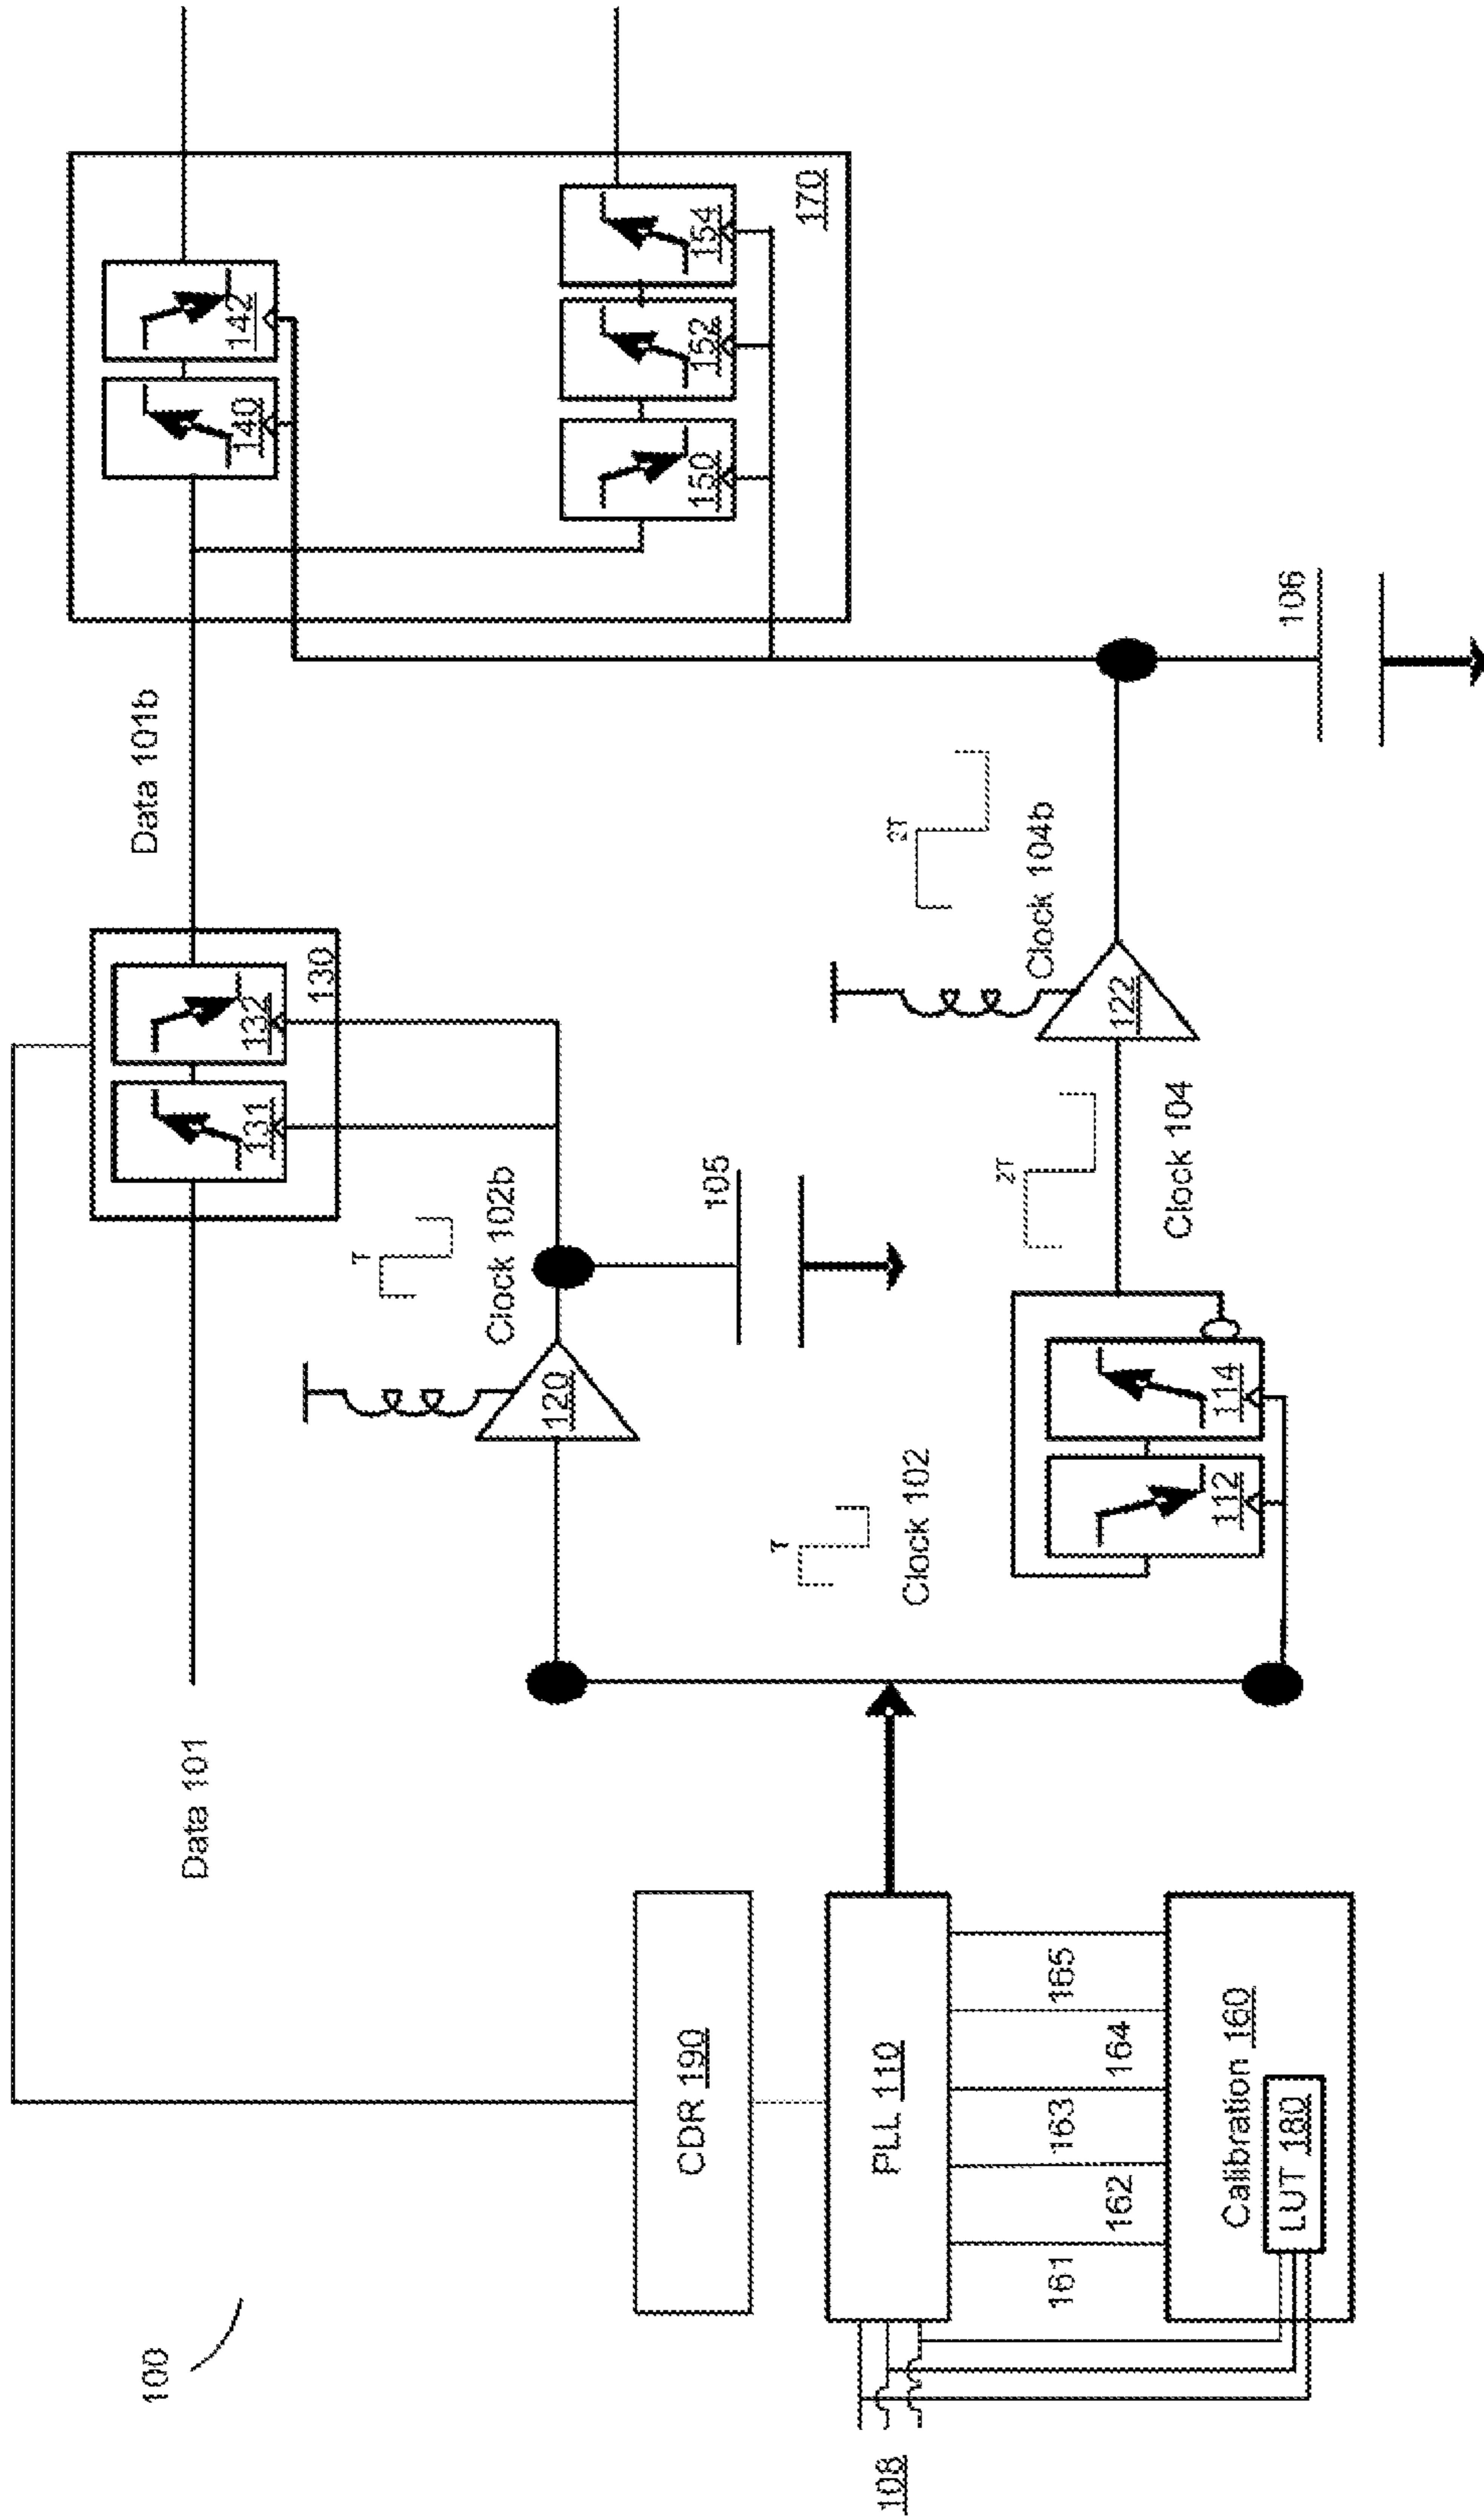 100
Data 101
130
131
132
Data 101b
140
142
150
152
154
170
CDR 190
PLL 110
108
161
162
163
164
165
Calibration 160
LUT 180
T
Clock 102
120
T
Clock 102b
105
112
114
2T
Clock 104
122
2T
Clock 104b
106